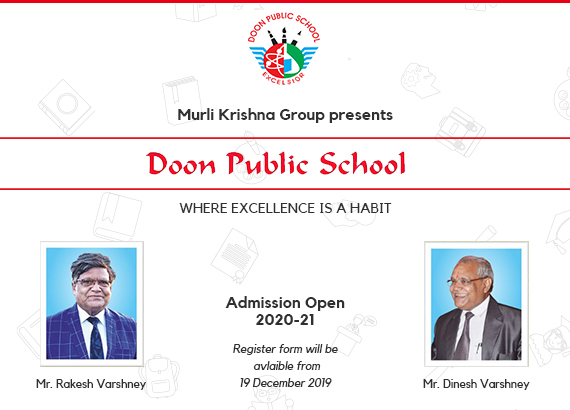 DOON PUBLIC SCHOOL
EXCELSIOR
Murli Krishna Group presents
Doon Public School
WHERE EXCELLENCE IS A HABIT
Admission Open
2020-21
Register form will be
avlaible from
19 December 2019
Mr. Rakesh Varshney
Mr. Dinesh Varshney